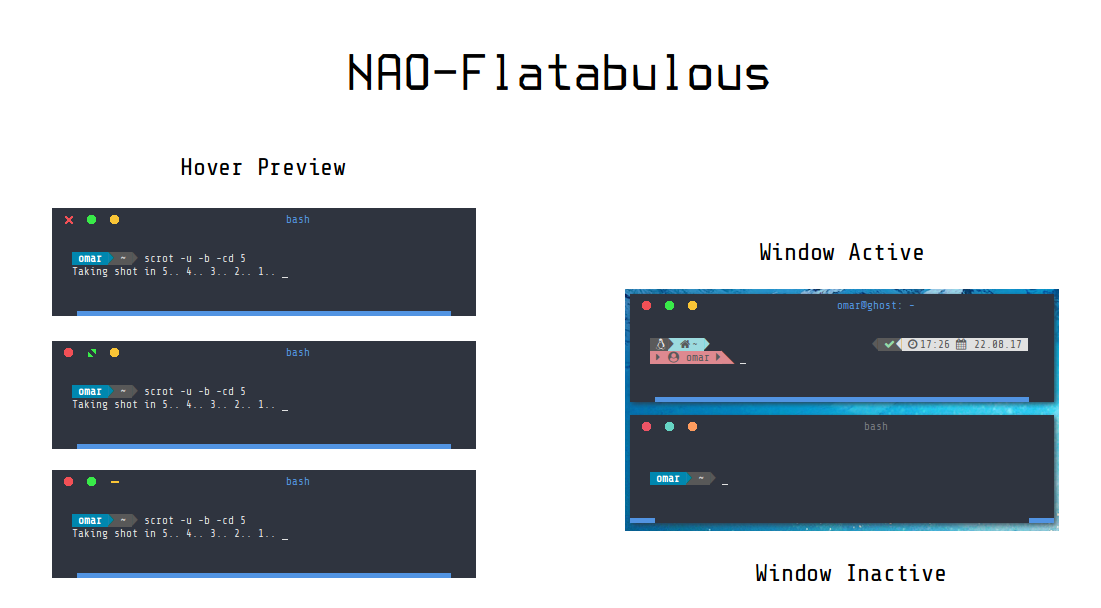 NAO-Flatabulous
Hover Preview
bash
omar ~ scrot -u -b -cd 5
Taking shot in 5.. 4.. 3.. 2.. 1.. _
bash
omar ~ scrot -u -b -cd 5
Taking shot in 5.. 4.. 3.. 2.. 1.. _
bash
omar ~ scrot -u -b -cd 5
Taking shot in 5.. 4.. 3.. 2.. 1.. _
Window Active
omar@ghost: ~
~ 17:26 22.08.17
omar _
bash
omar ~ _
Window Inactive